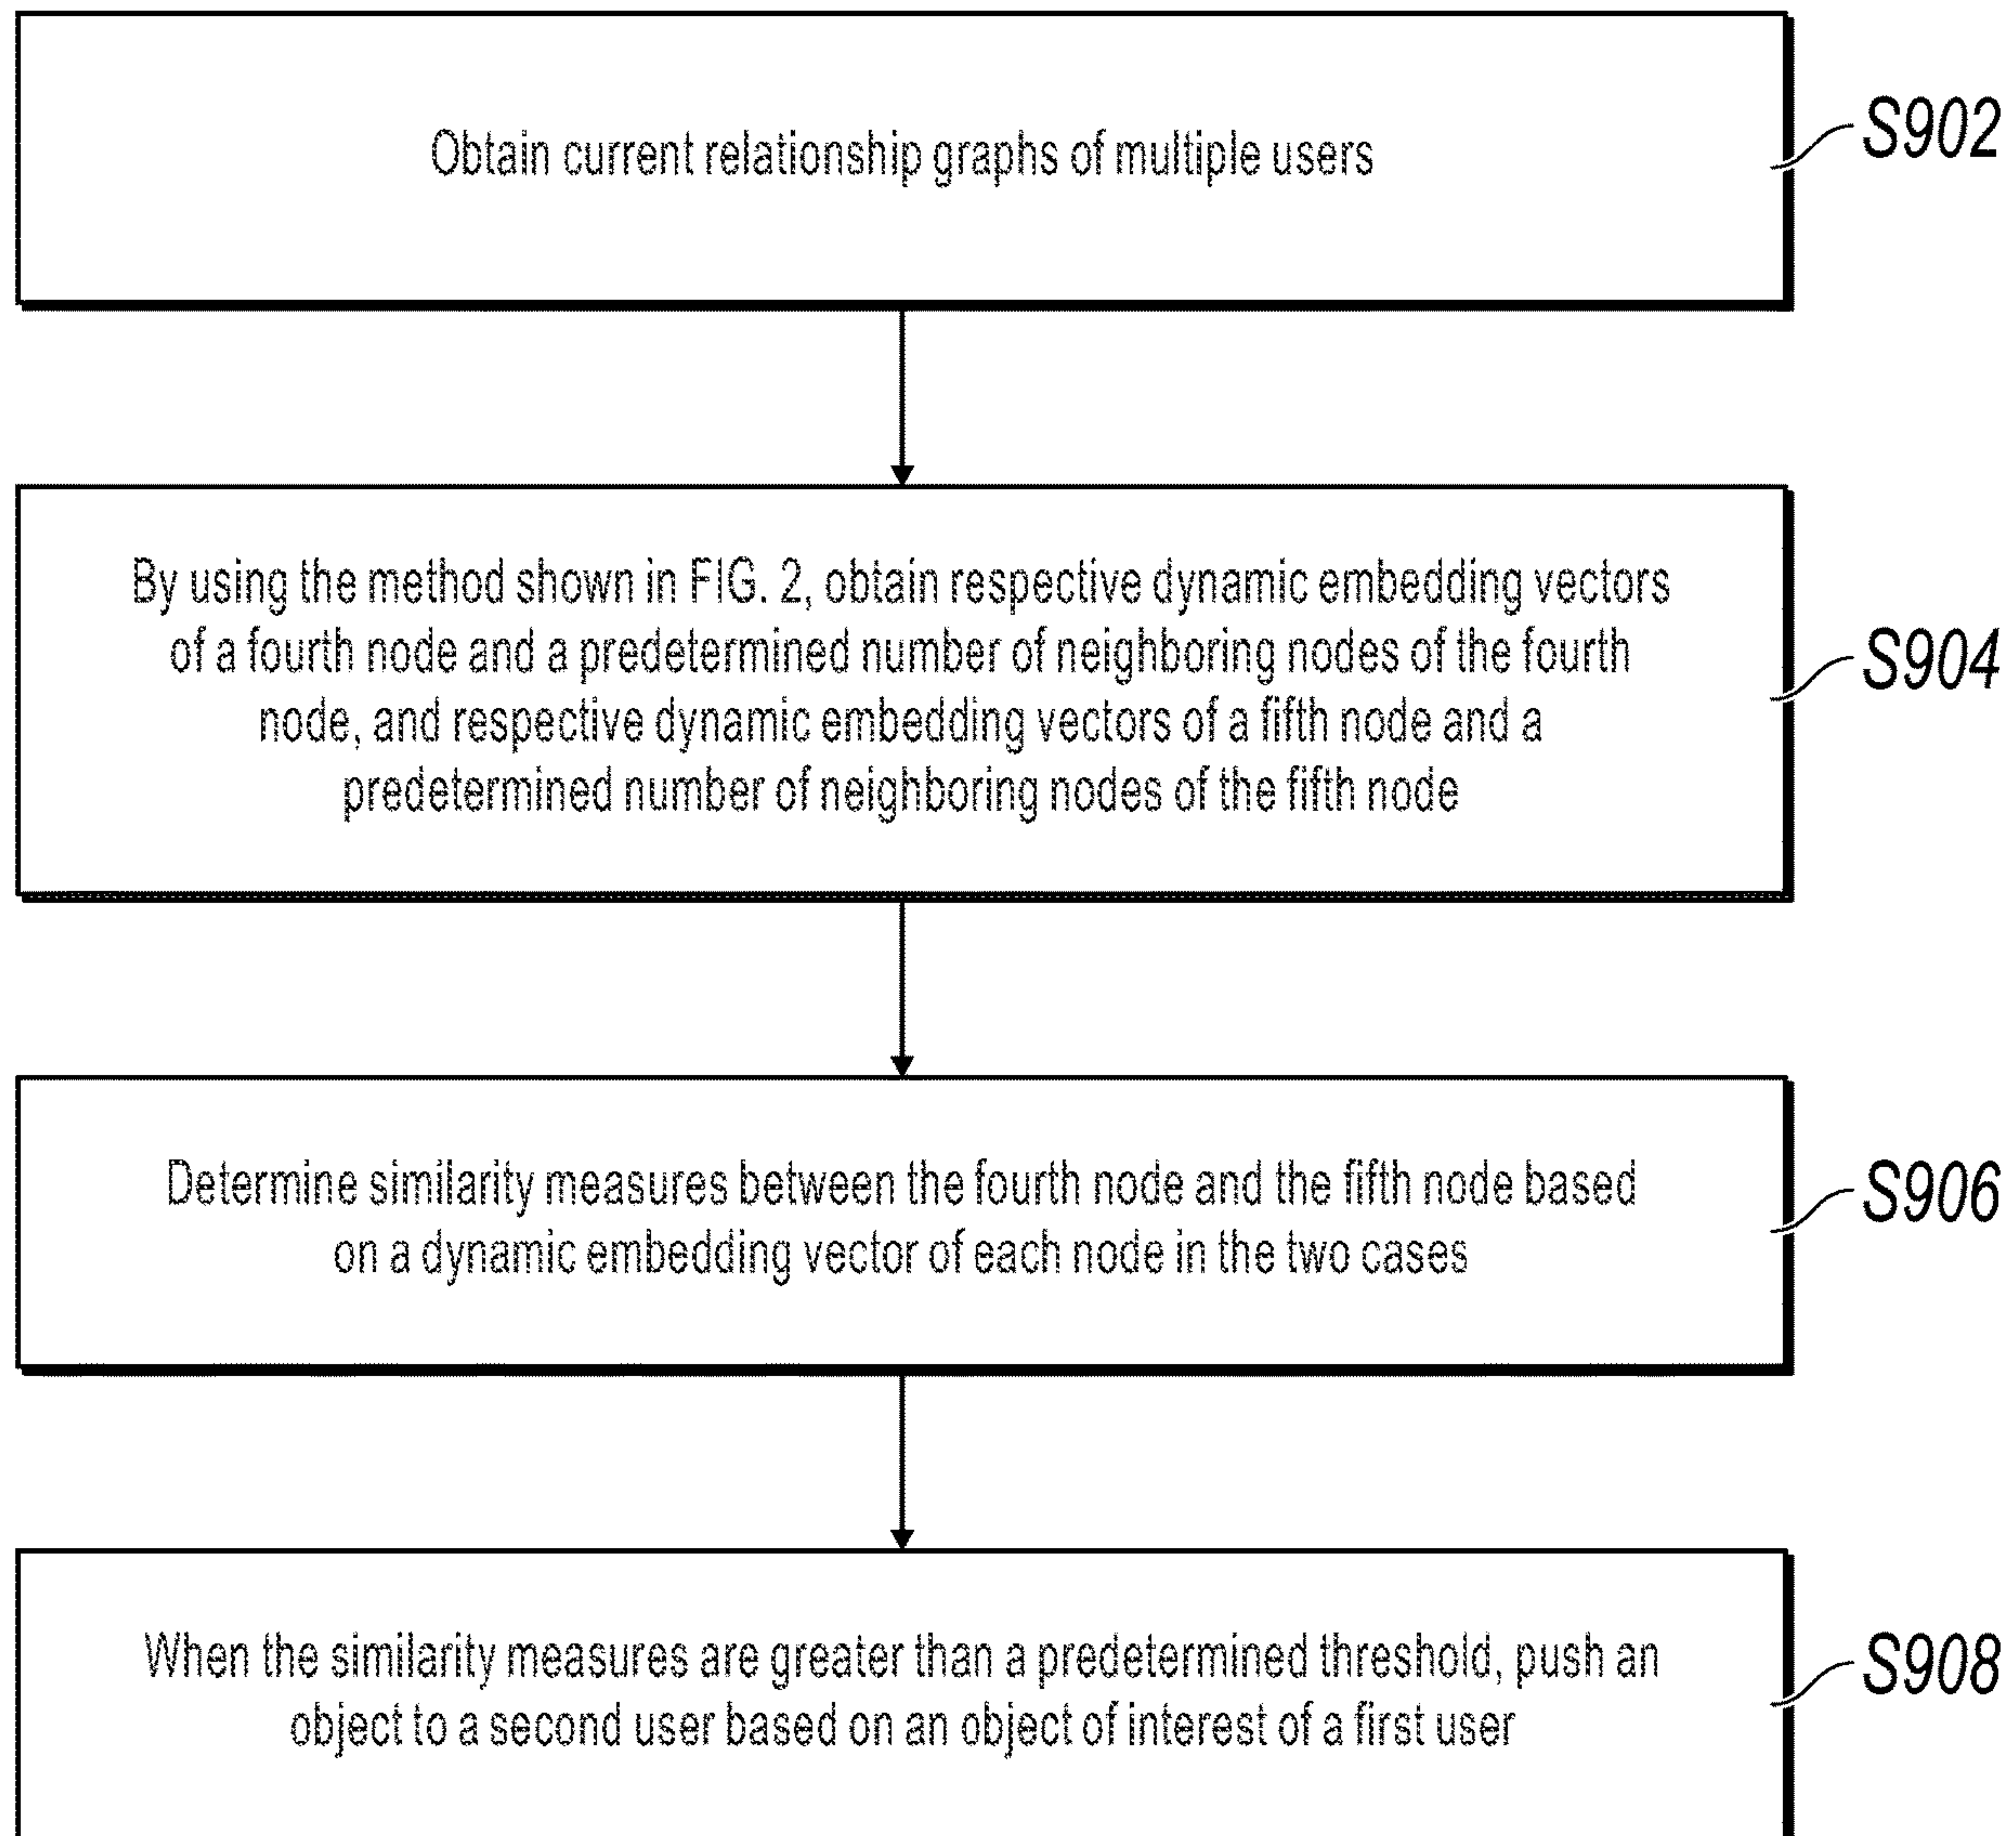 Obtain current relationship graphs of multiple users
S902
By using the method shown in FIG. 2, obtain respective dynamic embedding vectors
of a fourth node and a predetermined number of neighboring nodes of the fourth
node, and respective dynamic embedding vectors of a fifth node and a
predetermined number of neighboring nodes of the fifth node
S904
Determine similarity measures between the fourth node and the fifth node based
on a dynamic embedding vector of each node in the two cases
S906
When the similarity measures are greater than a predetermined threshold, push an
object to a second user based on an object of interest of a first user
S908